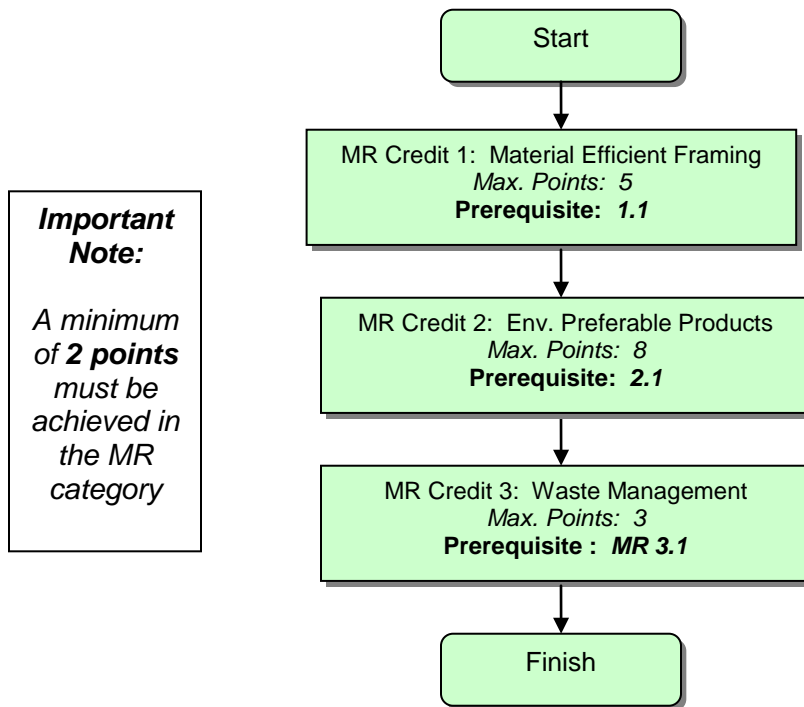 Start
MR Credit 1: Material Efficient Framing
Max. Points: 5
Prerequisite: 1.1
Important
Note:
A minimum
of 2 points
must be
achieved in
the MR
category
MR Credit 2: Env. Preferable Products
Max. Points: 8
Prerequisite: 2.1
MR Credit 3: Waste Management
Max. Points: 3
Prerequisite : MR 3.1
Finish